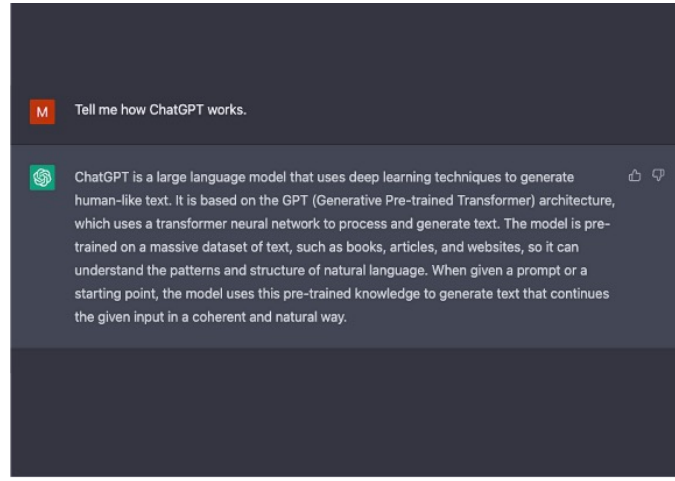 M
Tell me how ChatGPT works.
ChatGPT is a large language model that uses deep learning techniques to generate
human-like text. It is based on the GPT (Generative Pre-trained Transformer) architecture,
which uses a transformer neural network to process and generate text. The model is pre-
trained on a massive dataset of text, such as books, articles, and websites, so it can
understand the patterns and structure of natural language. When given a prompt or a
starting point, the model uses this pre-trained knowledge to generate text that continues
the given input in a coherent and natural way.